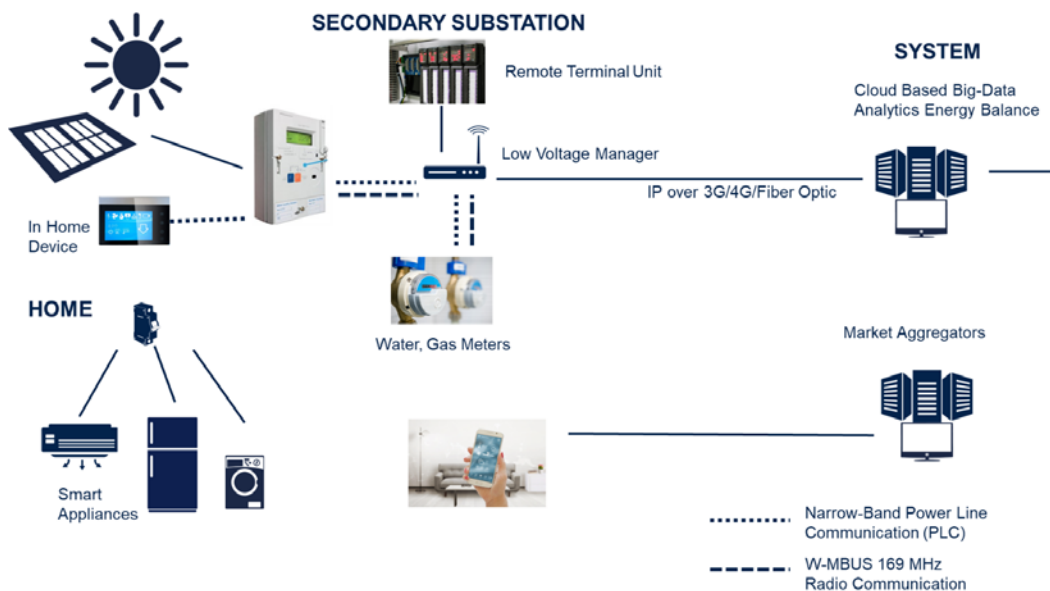 SECONDARY SUBSTATION
Remote Terminal Unit
SYSTEM
Cloud Based Big-Data
Analytics Energy Balance
Low Voltage Manager
IP over 3G/4G/Fiber Optic
In Home
Device
HOME
Water, Gas Meters
Market Aggregators
Smart
Appliances
Narrow-Band Power Line
Communication (PLC)
W-MBUS 169 MHz
Radio Communication